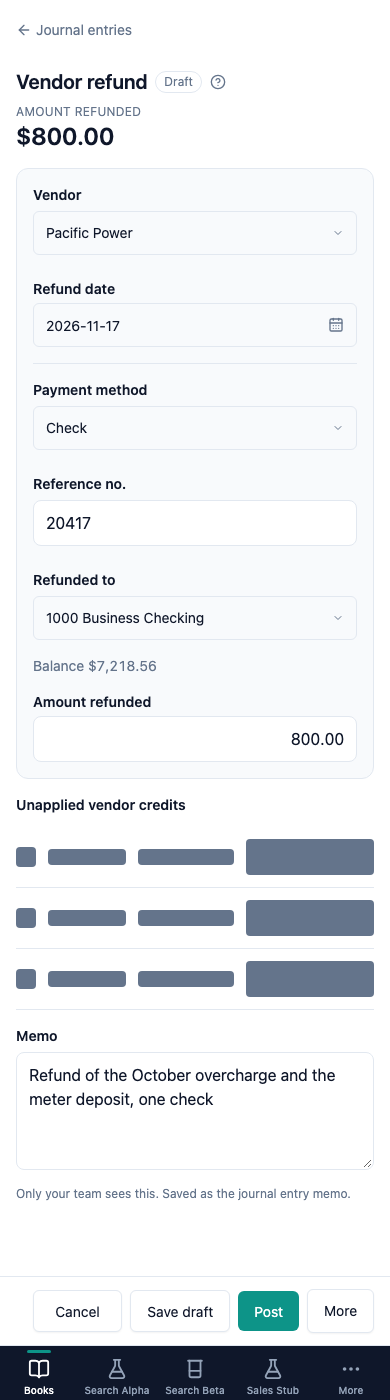 Journal entries
Vendor refund Draft
AMOUNT REFUNDED
$800.00
Vendor
Pacific Power
Refund date
2026-11-17
Payment method
Check
Reference no.
20417
Refunded to
1000 Business Checking
Balance $7,218.56
Amount refunded
800.00
Unapplied vendor credits
Memo
Refund of the October overcharge and the
meter deposit, one check
Only your team sees this. Saved as the journal entry memo.
Cancel Save draft Post More
Books Search Alpha Search Beta Sales Stub More